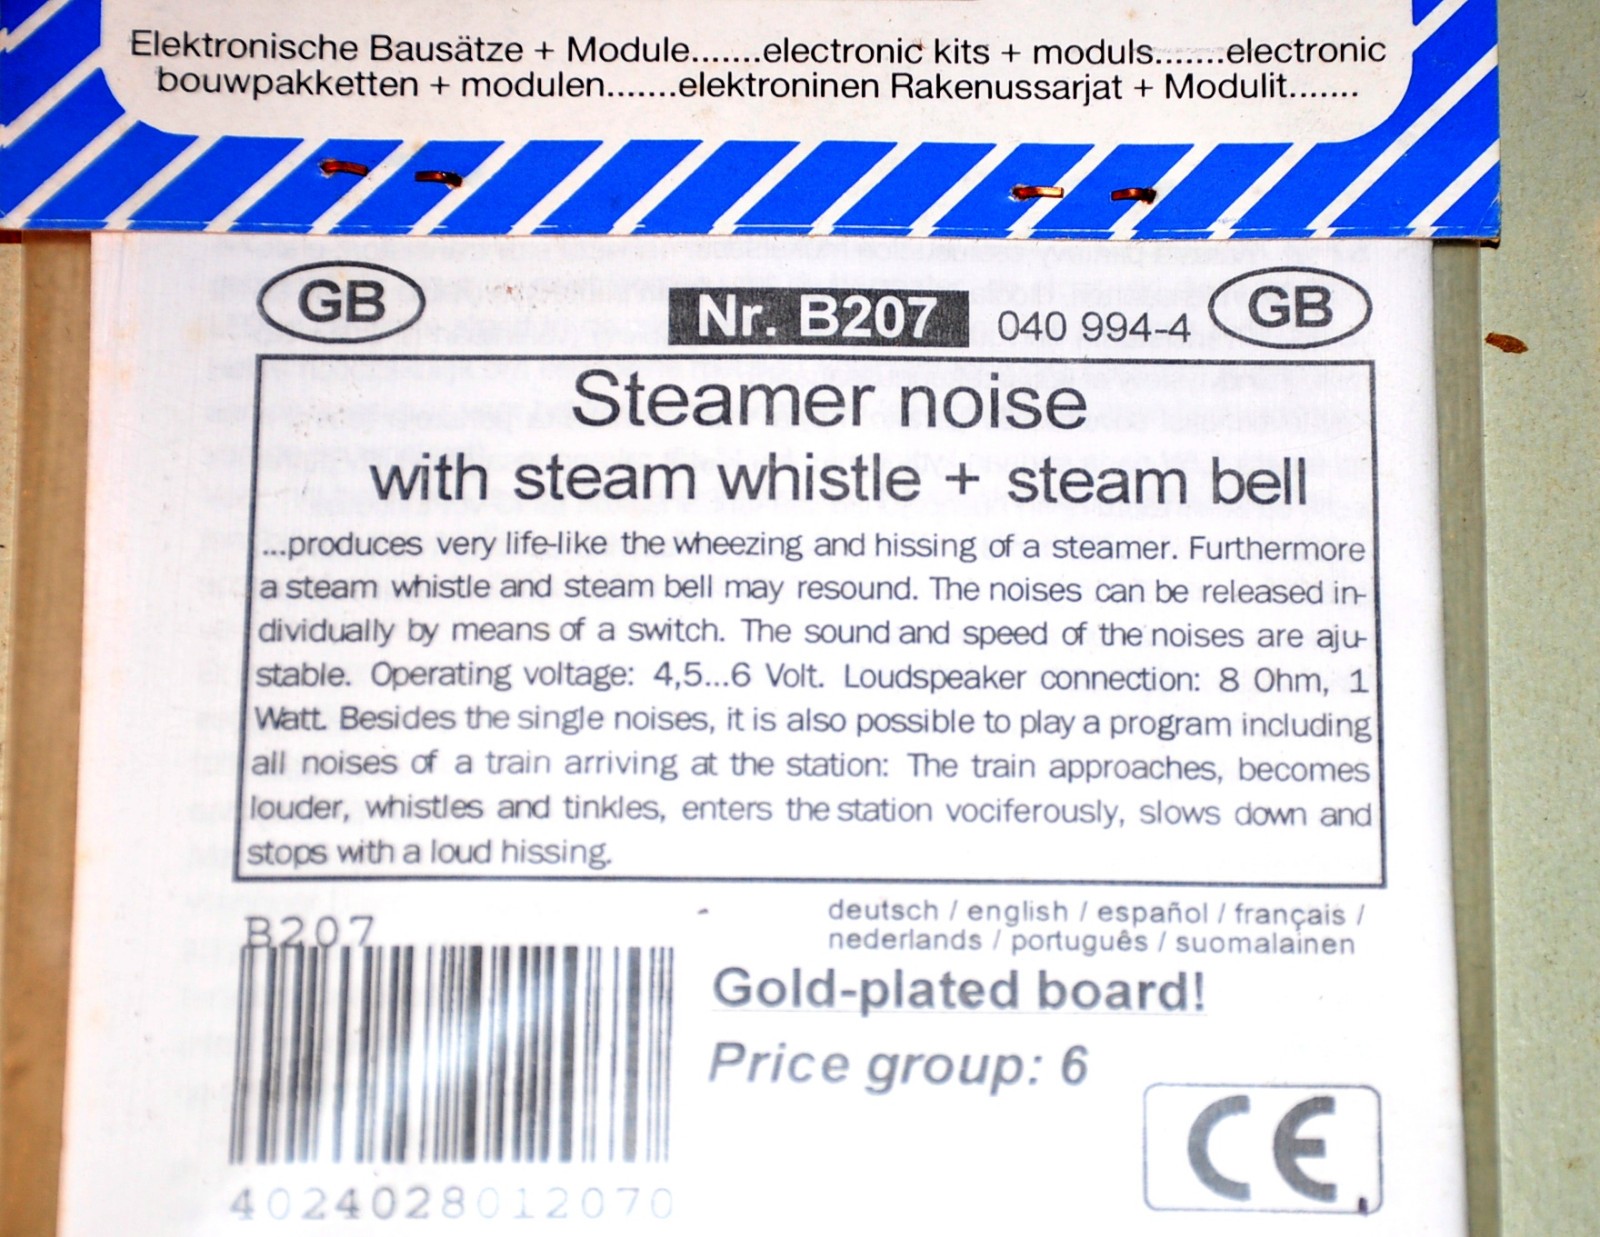 Elektronische Bausätze + Module.......electronic kits + moduls.......electronic
bouwpakketten + modulen.......elektroninen Rakenussarjat + Modulit.......
GB Nr. B207 040 994-4 GB
Steamer noise
with steam whistle + steam bell
...produces very life-like the wheezing and hissing of a steamer. Furthermore
a steam whistle and steam bell may resound. The noises can be released in-
dividually by means of a switch. The sound and speed of the noises are aju-
stable. Operating voltage: 4,5...6 Volt. Loudspeaker connection: 8 Ohm, 1
Watt. Besides the single noises, it is also possible to play a program including
all noises of a train arriving at the station: The train approaches, becomes
louder, whistles and tinkles, enters the station vociferously, slows down and
stops with a loud hissing.
deutsch / english / español / français /
nederlands / português / suomalainen
B207
Gold-plated board!
Price group: 6
CE
4024028012070